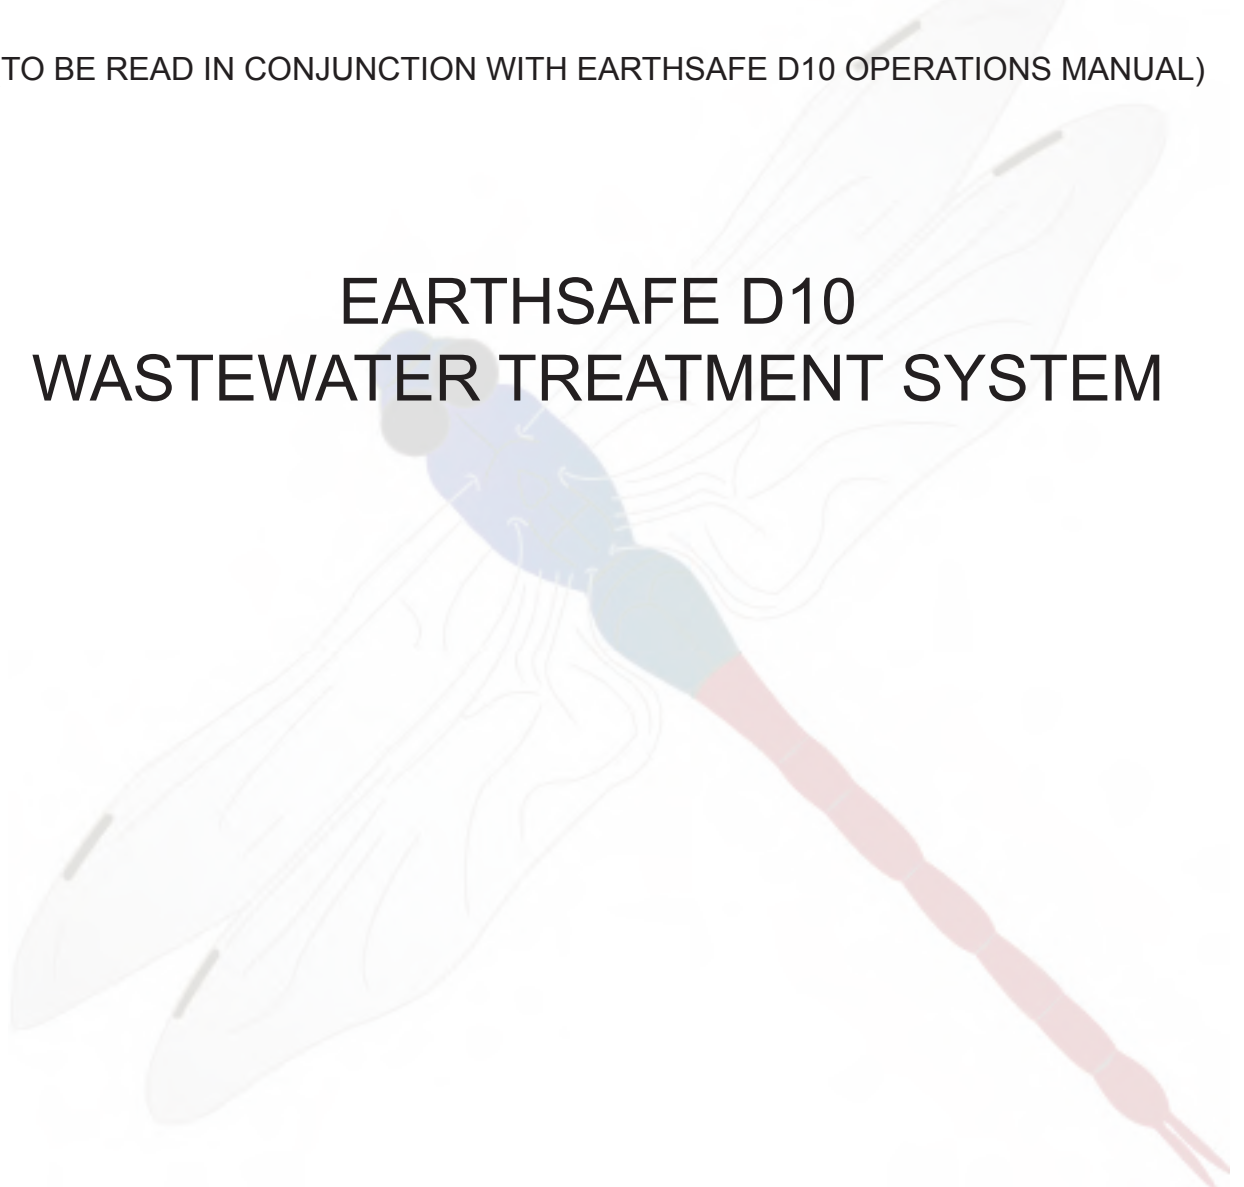 TO BE READ IN CONJUNCTION WITH EARTHSAFE D10 OPERATIONS MANUAL)
EARTHSAFE D10
WASTEWATER TREATMENT SYSTEM